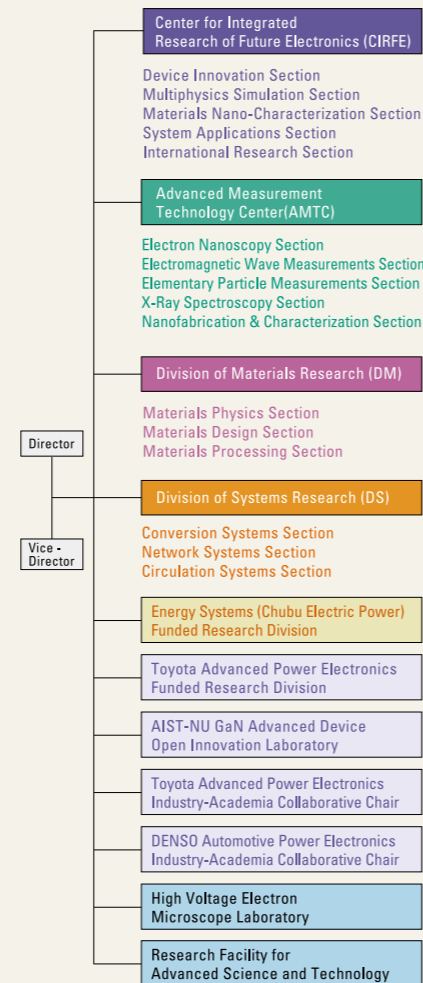 Center for Integrated
Research of Future Electronics (CIRFE)
Device Innovation Section
Multiphysics Simulation Section
Materials Nano-Characterization Section
System Applications Section
International Research Section
Advanced Measurement
Technology Center(AMTC)
Electron Nanoscopy Section
Electromagnetic Wave Measurements Section
Elementary Particle Measurements Section
X-Ray Spectroscopy Section
Nanofabrication & Characterization Section
Division of Materials Research (DM)
Materials Physics Section
Materials Design Section
Materials Processing Section
Director
Vice -
Director
Division of Systems Research (DS)
Conversion Systems Section
Network Systems Section
Circulation Systems Section
Energy Systems (Chubu Electric Power)
Funded Research Division
Toyota Advanced Power Electronics
Funded Research Division
AIST-NU GaN Advanced Device
Open Innovation Laboratory
Toyota Advanced Power Electronics
Industry-Academia Collaborative Chair
DENSO Automotive Power Electronics
Industry-Academia Collaborative Chair
High Voltage Electron
Microscope Laboratory
Research Facility for
Advanced Science and Technology